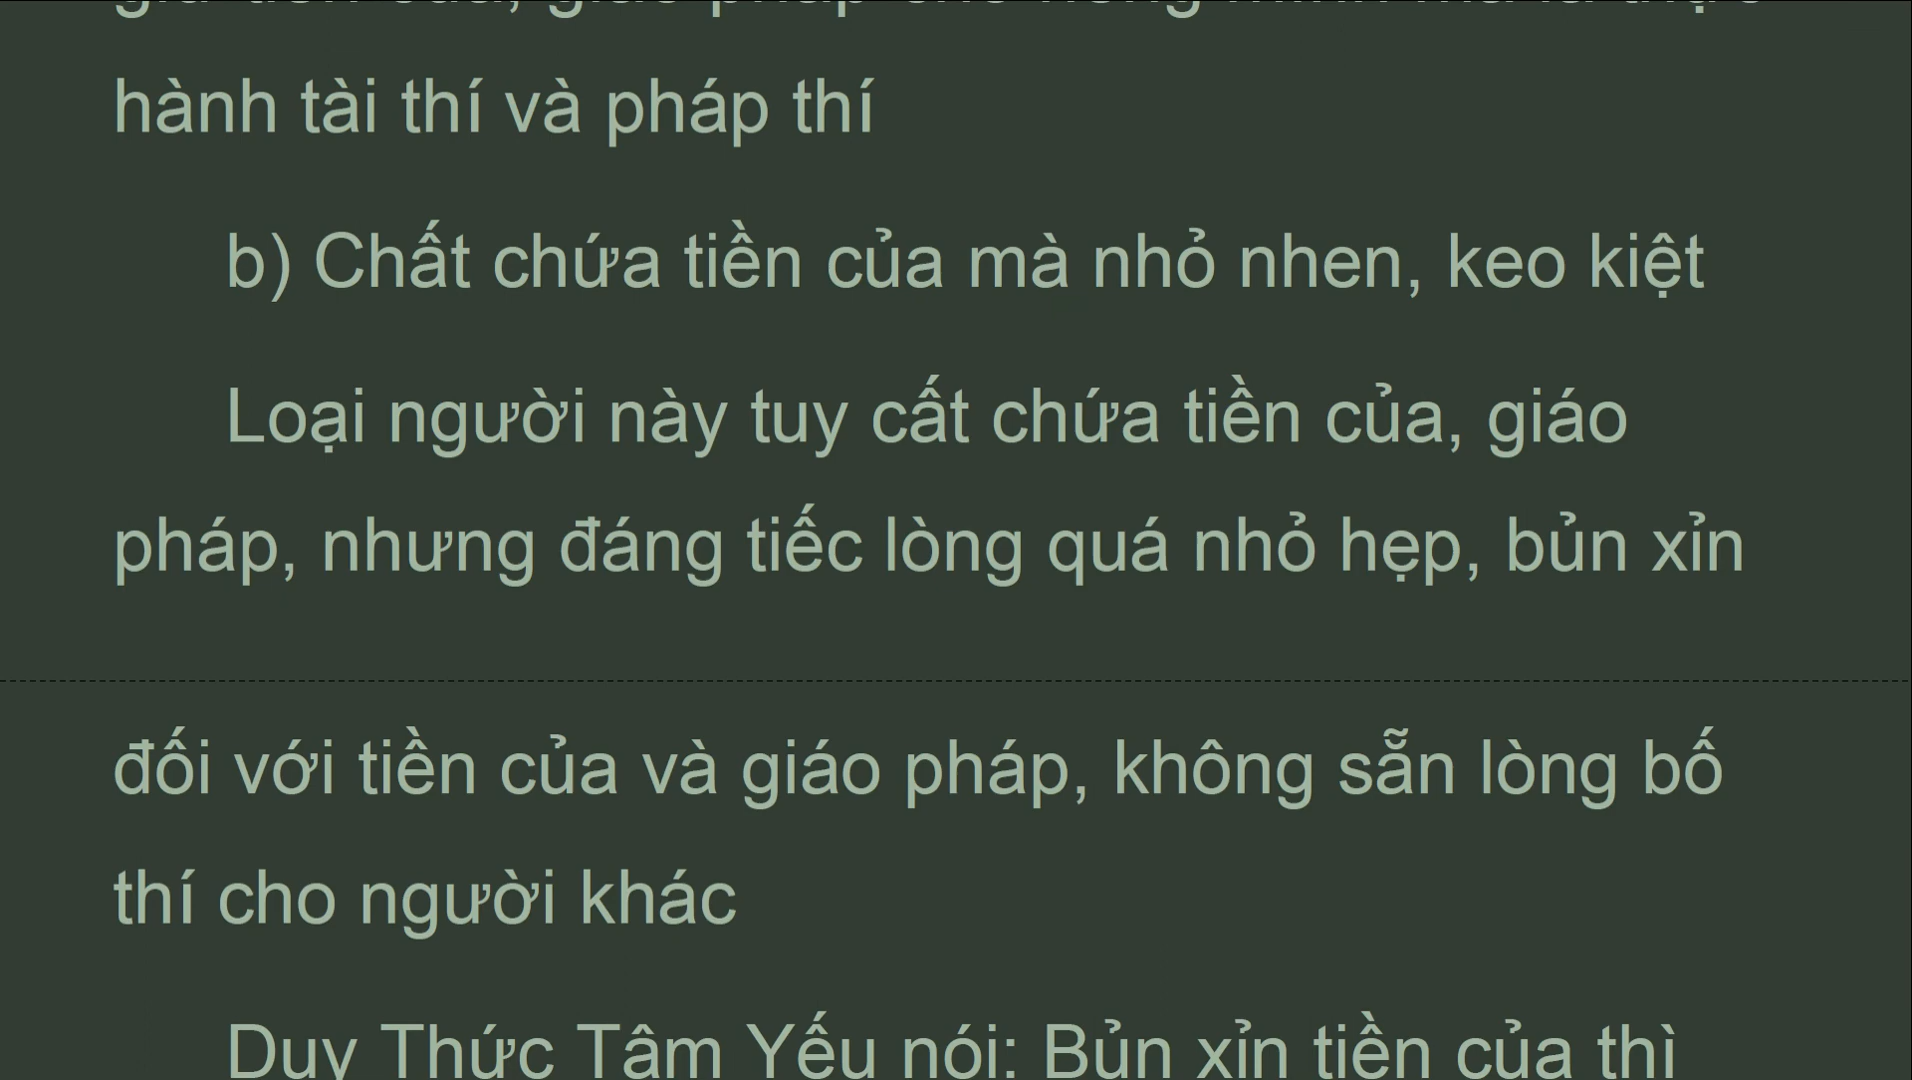 hành tài thí và pháp thí
b) Chất chứa tiền của mà nhỏ nhen, keo kiệt
Loại người này tuy cất chứa tiền của, giáo
pháp, nhưng đáng tiếc lòng quá nhỏ hẹp, bủn xỉn
đối với tiền của và giáo pháp, không sẵn lòng bố
thí cho người khác
Duy Thức Tâm Yếu nói: Bủn xỉn tiền của thì